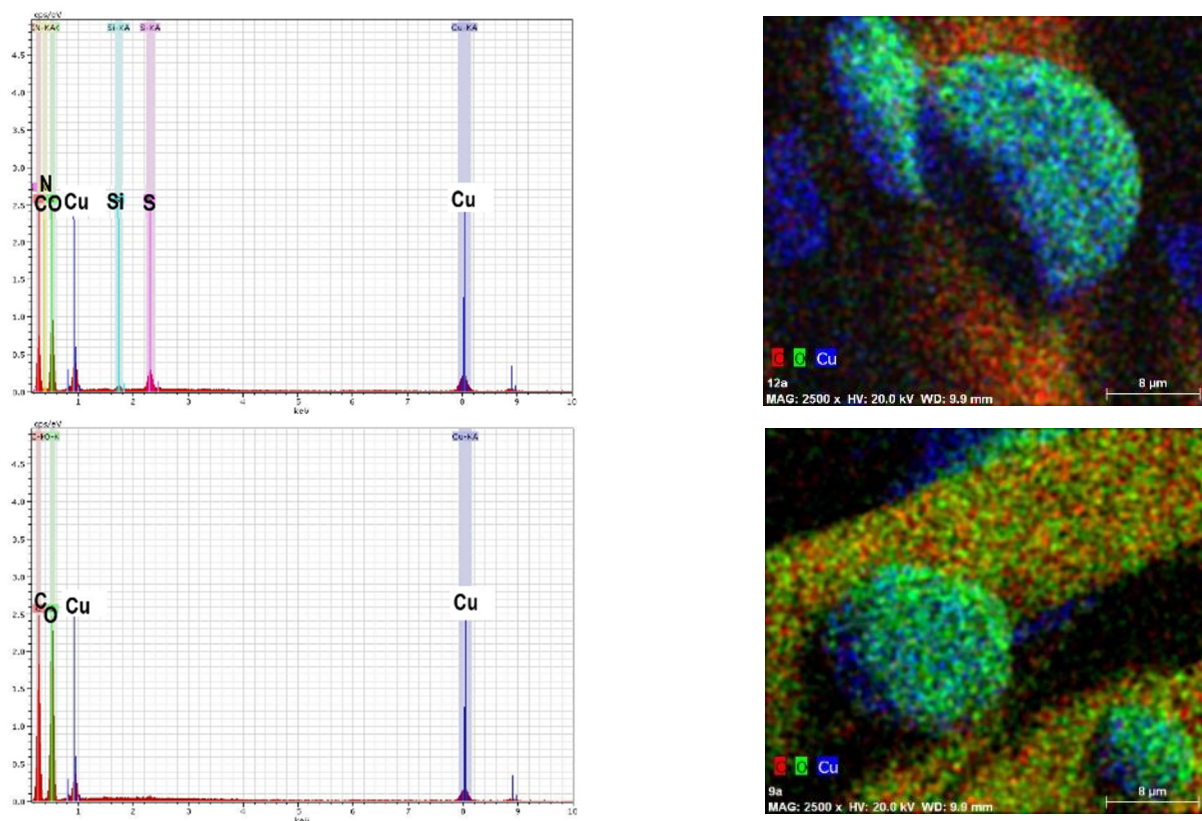 cps/eV
Si-KA S-KA Cu-KA
4.5
4.0
3.5
3.0
2.5
2.0
1.5
1.0
0.5
0.0
N
C O Cu Si S Cu
1 2 3 4 5 6 7 8 9 10
keV
C O Cu
12a
MAG: 2500 x HV: 20.0 kV WD: 9.9 mm
8 µm
cps/eV
Cu-KA
4.5
4.0
3.5
3.0
2.5
2.0
1.5
1.0
0.5
0.0
C
O Cu Cu
1 2 3 4 5 6 7 8 9 10
keV
C O Cu
9a
MAG: 2500 x HV: 20.0 kV WD: 9.9 mm
8 µm